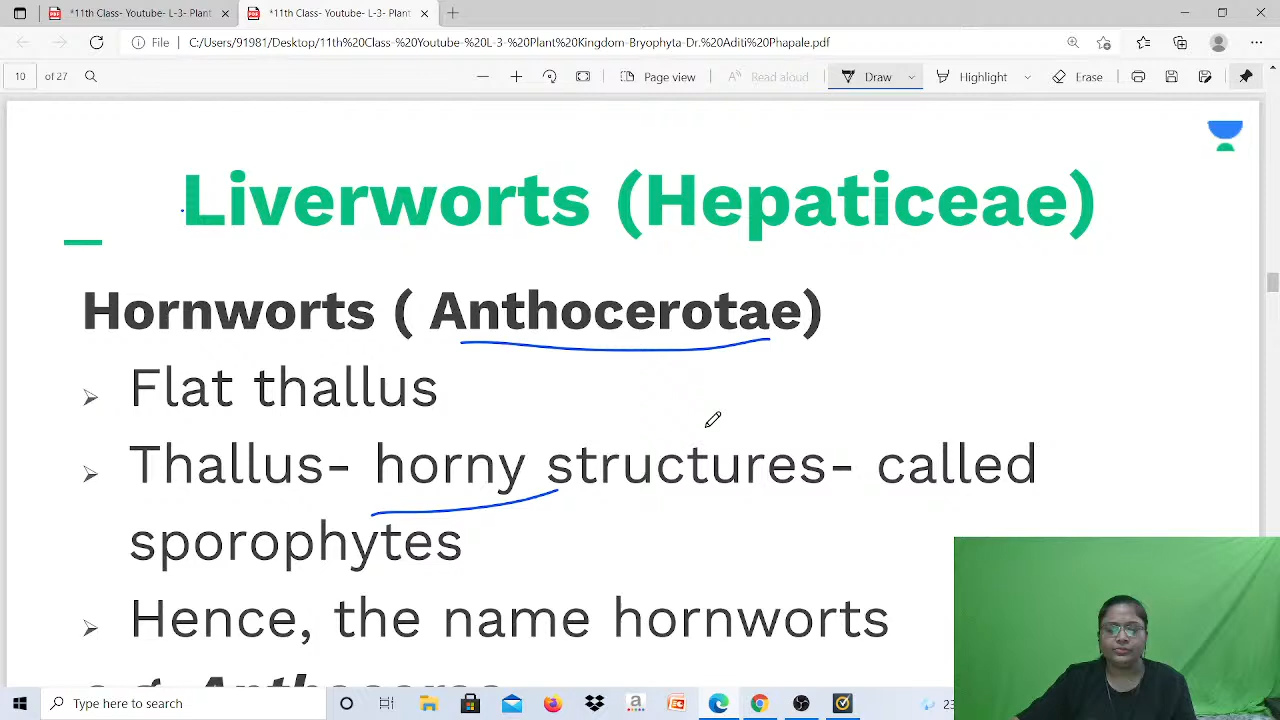 *11th Class- Youtube- L-3- Plant
*11th Class- Youtube- L-3- Plant
File C:/Users/91981/Desktop/11th%20Class-%20Youtube-%20L-3-%20Plant%20Kingdom-Bryophyta-Dr.%20Aditi%20Phapale.pdf
10 of 27 Page view Read aloud Draw Highlight Erase
Liverworts (Hepaticeae)
Hornworts ( Anthocerotae)
Flat thallus
Thallus- horny structures- called
sporophytes
Hence, the name hornworts
Type here to search